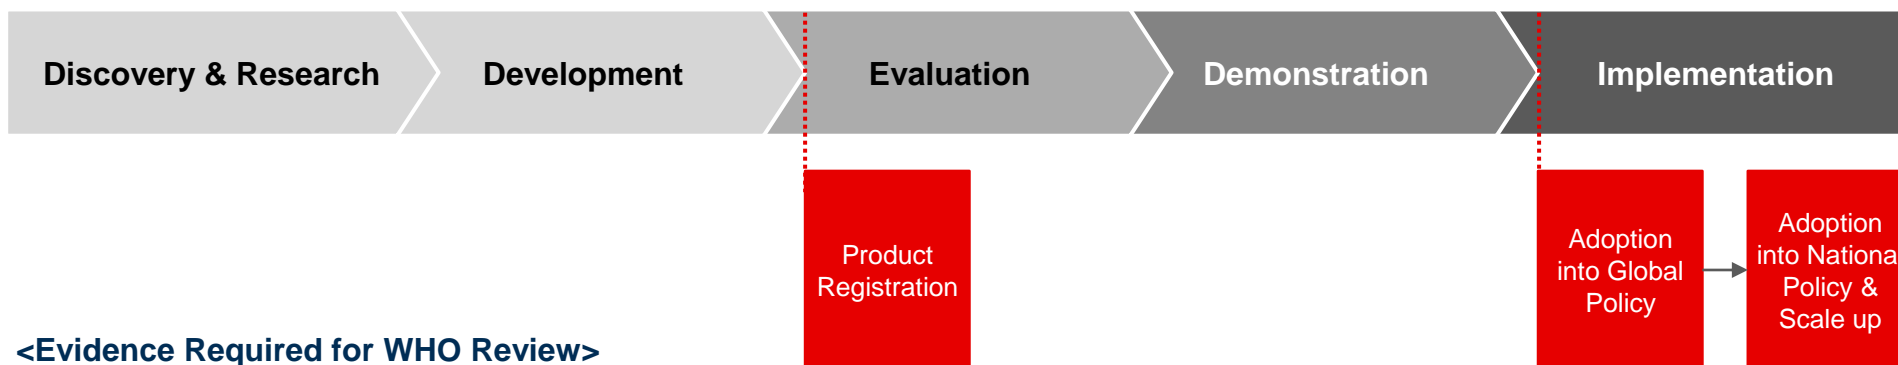 Discovery & Research
Development
Evaluation
Demonstration
Implementation
Product
Registration
Adoption
into Global
Policy
Adoption
into Nationa
Policy &
Scale up
<Evidence Required for WHO Review>